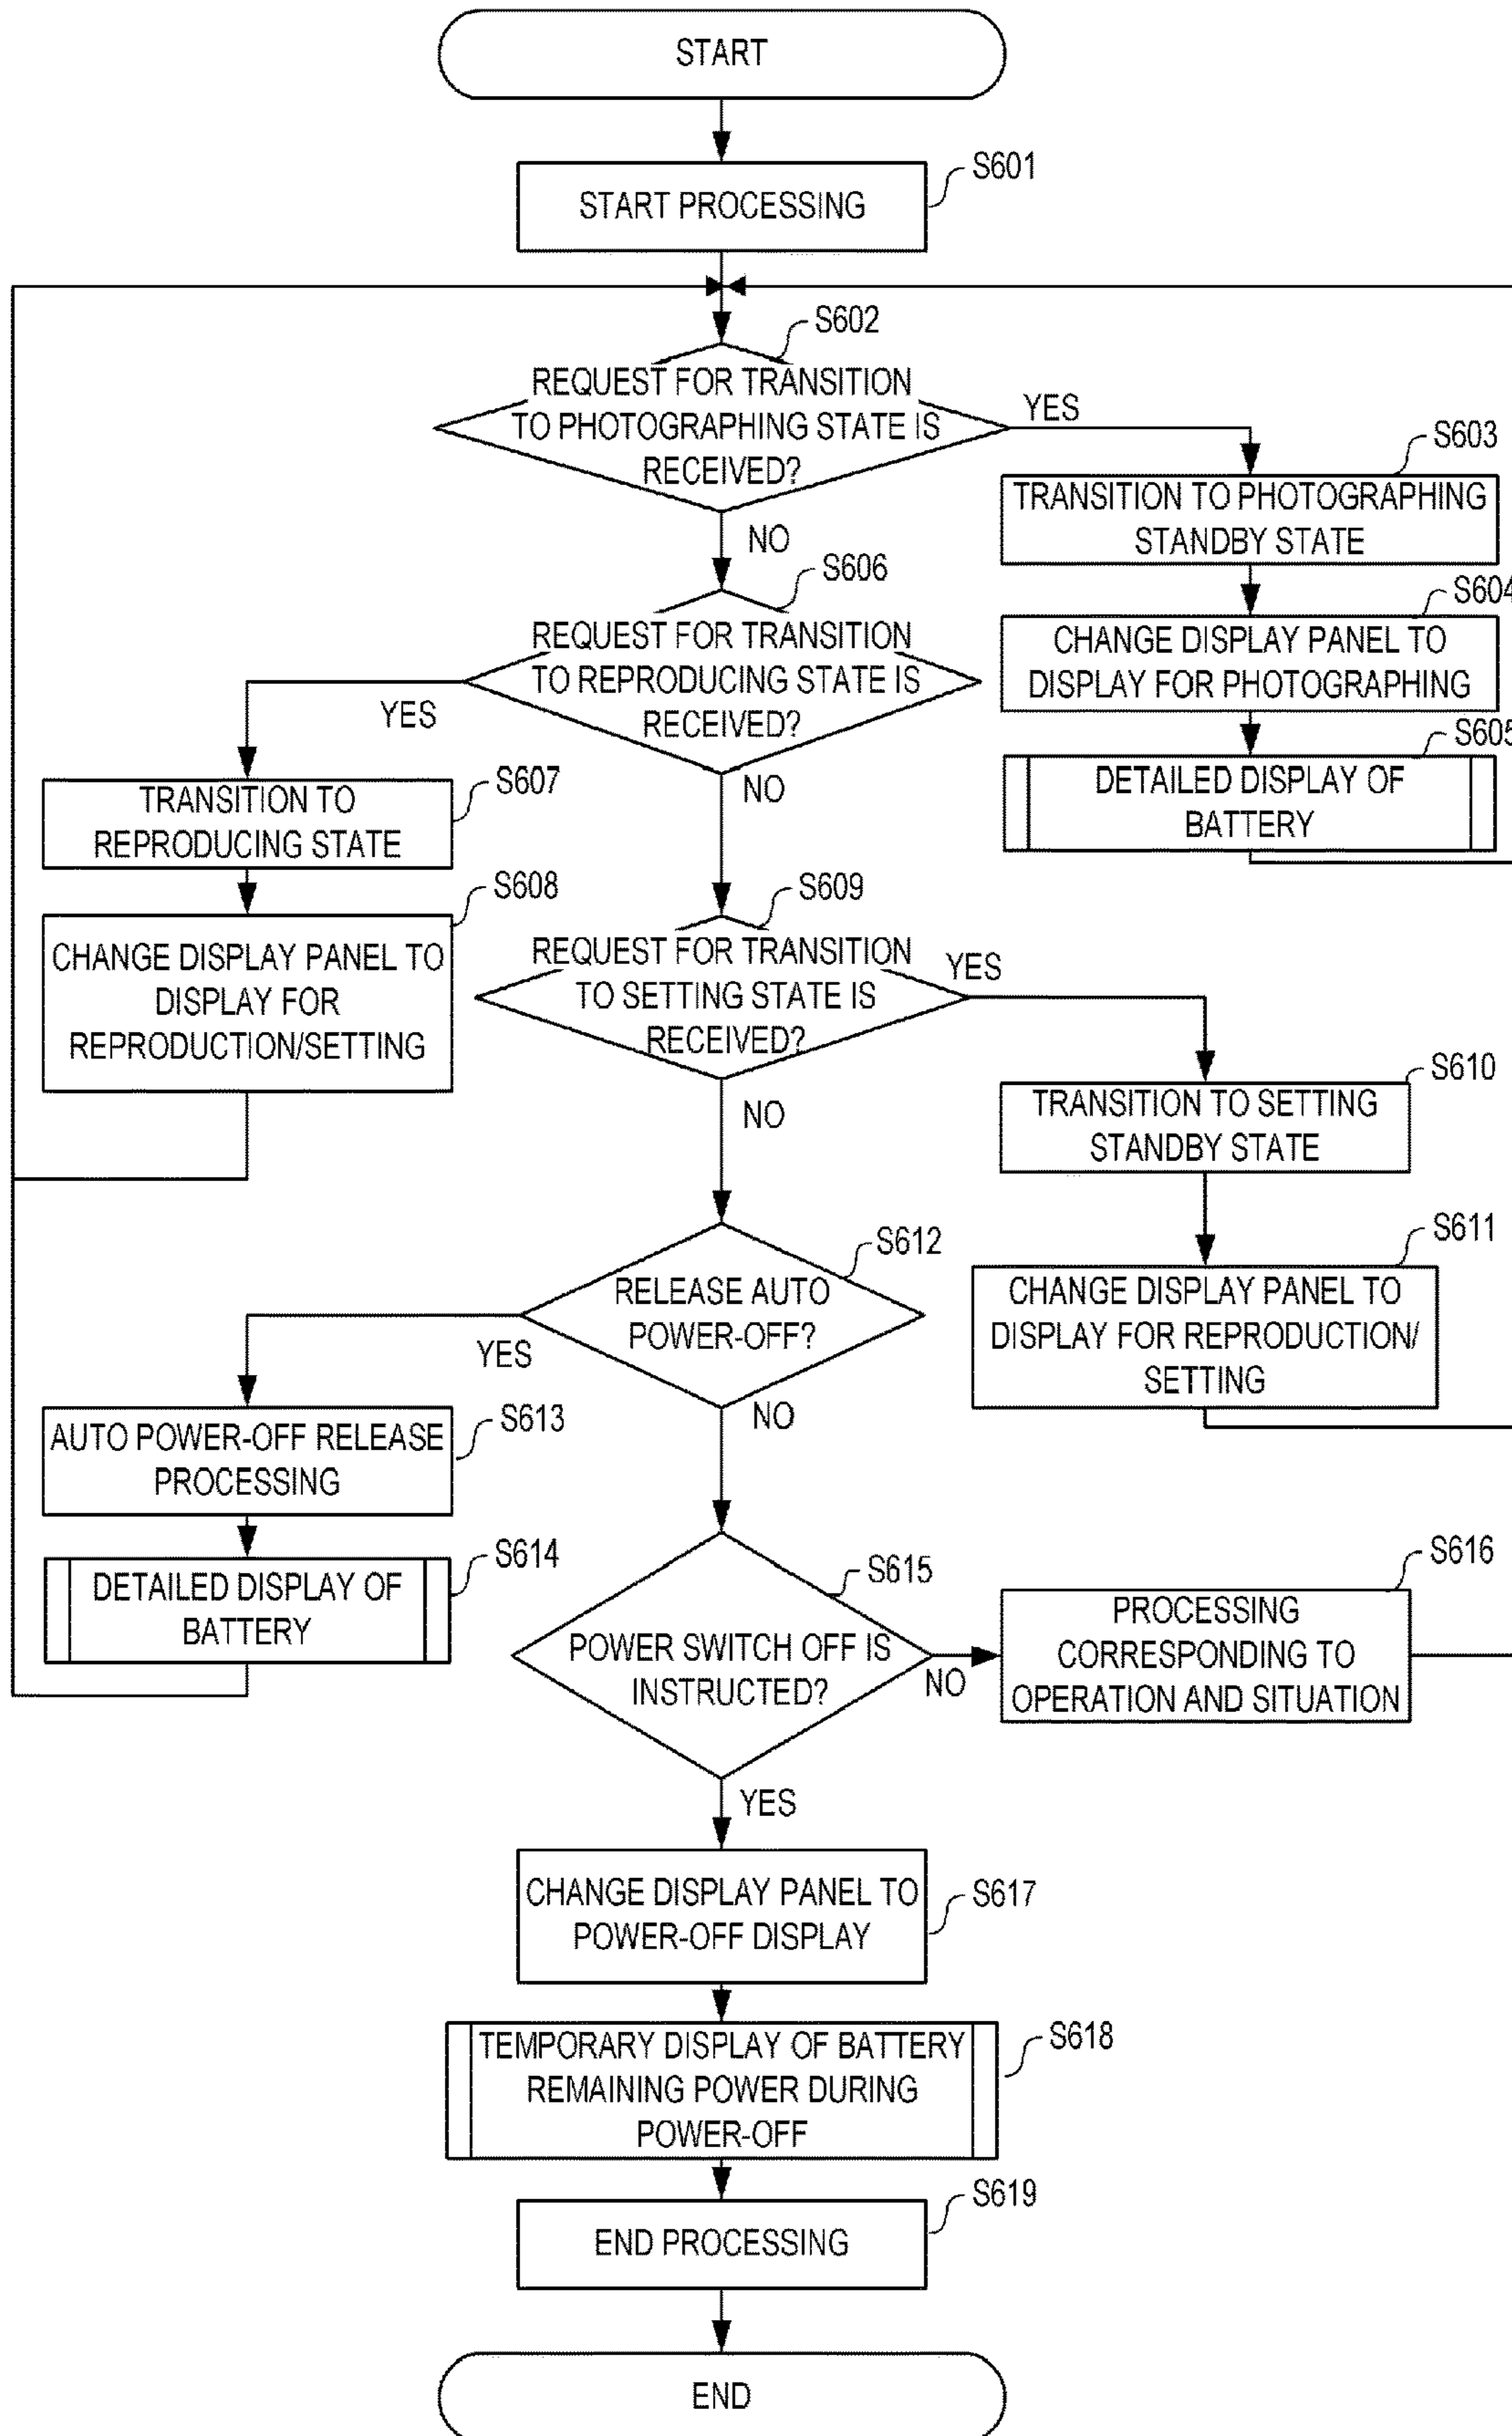 START
S601
START PROCESSING
S602
REQUEST FOR TRANSITION
TO PHOTOGRAPHING STATE IS
RECEIVED?
YES
NO
S603
TRANSITION TO PHOTOGRAPHING
STANDBY STATE
S604
CHANGE DISPLAY PANEL TO
DISPLAY FOR PHOTOGRAPHING
S605
DETAILED DISPLAY OF
BATTERY
S606
REQUEST FOR TRANSITION
TO REPRODUCING STATE IS
RECEIVED?
YES
NO
S607
TRANSITION TO
REPRODUCING STATE
S608
CHANGE DISPLAY PANEL TO
DISPLAY FOR
REPRODUCTION/SETTING
S609
REQUEST FOR TRANSITION
TO SETTING STATE IS
RECEIVED?
YES
NO
S610
TRANSITION TO SETTING
STANDBY STATE
S611
CHANGE DISPLAY PANEL TO
DISPLAY FOR REPRODUCTION/
SETTING
S612
RELEASE AUTO
POWER-OFF?
YES
NO
S613
AUTO POWER-OFF RELEASE
PROCESSING
S614
DETAILED DISPLAY OF
BATTERY
S615
POWER SWITCH OFF IS
INSTRUCTED?
NO
YES
S616
PROCESSING
CORRESPONDING TO
OPERATION AND SITUATION
S617
CHANGE DISPLAY PANEL TO
POWER-OFF DISPLAY
S618
TEMPORARY DISPLAY OF BATTERY
REMAINING POWER DURING
POWER-OFF
S619
END PROCESSING
END